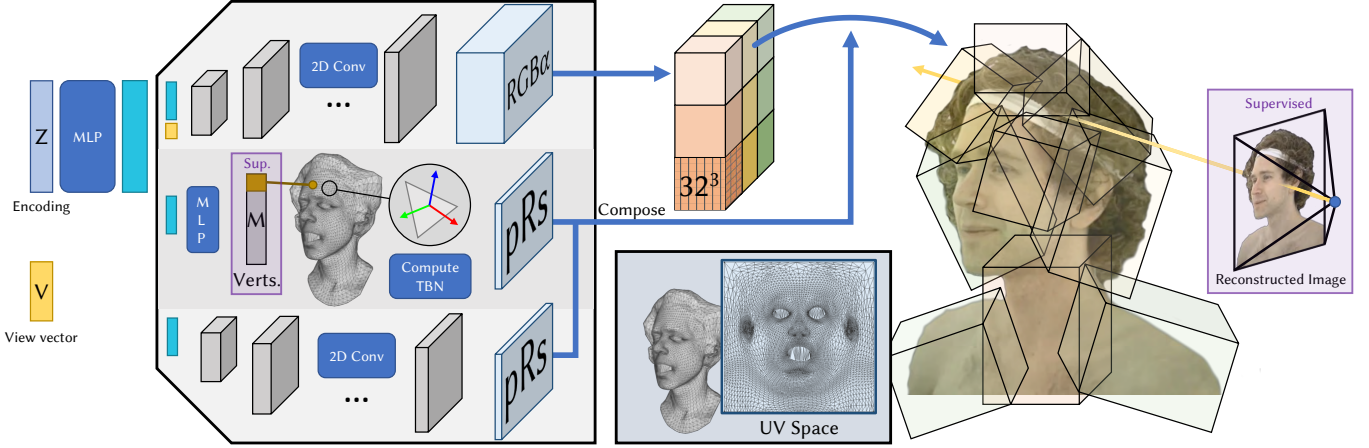 Z
Encoding
MLP
V
View vector
2D Conv
...
RGBα
Sup.
M
L
P
M
Verts.
Compute
TBN
pRs
2D Conv
...
pRs
Compose
32³
UV Space
Supervised
Reconstructed Image